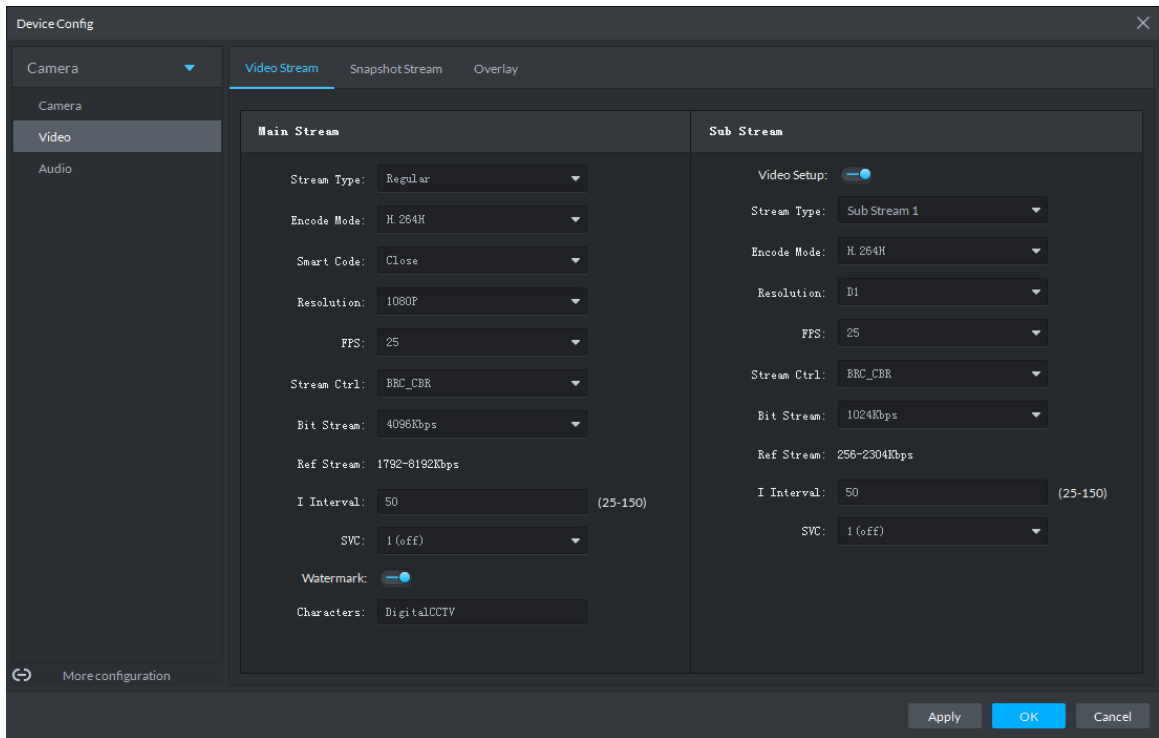 Device Config
Camera
Camera
Video
Audio
More configuration
Video Stream Snapshot Stream Overlay
Main Stream
Stream Type: Regular
Encode Mode: H.264H
Smart Code: Close
Resolution: 1080P
FPS: 25
Stream Ctrl: BRC_CBR
Bit Stream: 4096Kbps
Ref Stream: 1792-8192Kbps
I Interval: 50 (25-150)
SVC: 1(off)
Watermark:
Characters: DigitalCCTV
Sub Stream
Video Setup:
Stream Type: Sub Stream 1
Encode Mode: H.264H
Resolution: D1
FPS: 25
Stream Ctrl: BRC_CBR
Bit Stream: 1024Kbps
Ref Stream: 256-2304Kbps
I Interval: 50 (25-150)
SVC: 1(off)
Apply OK Cancel